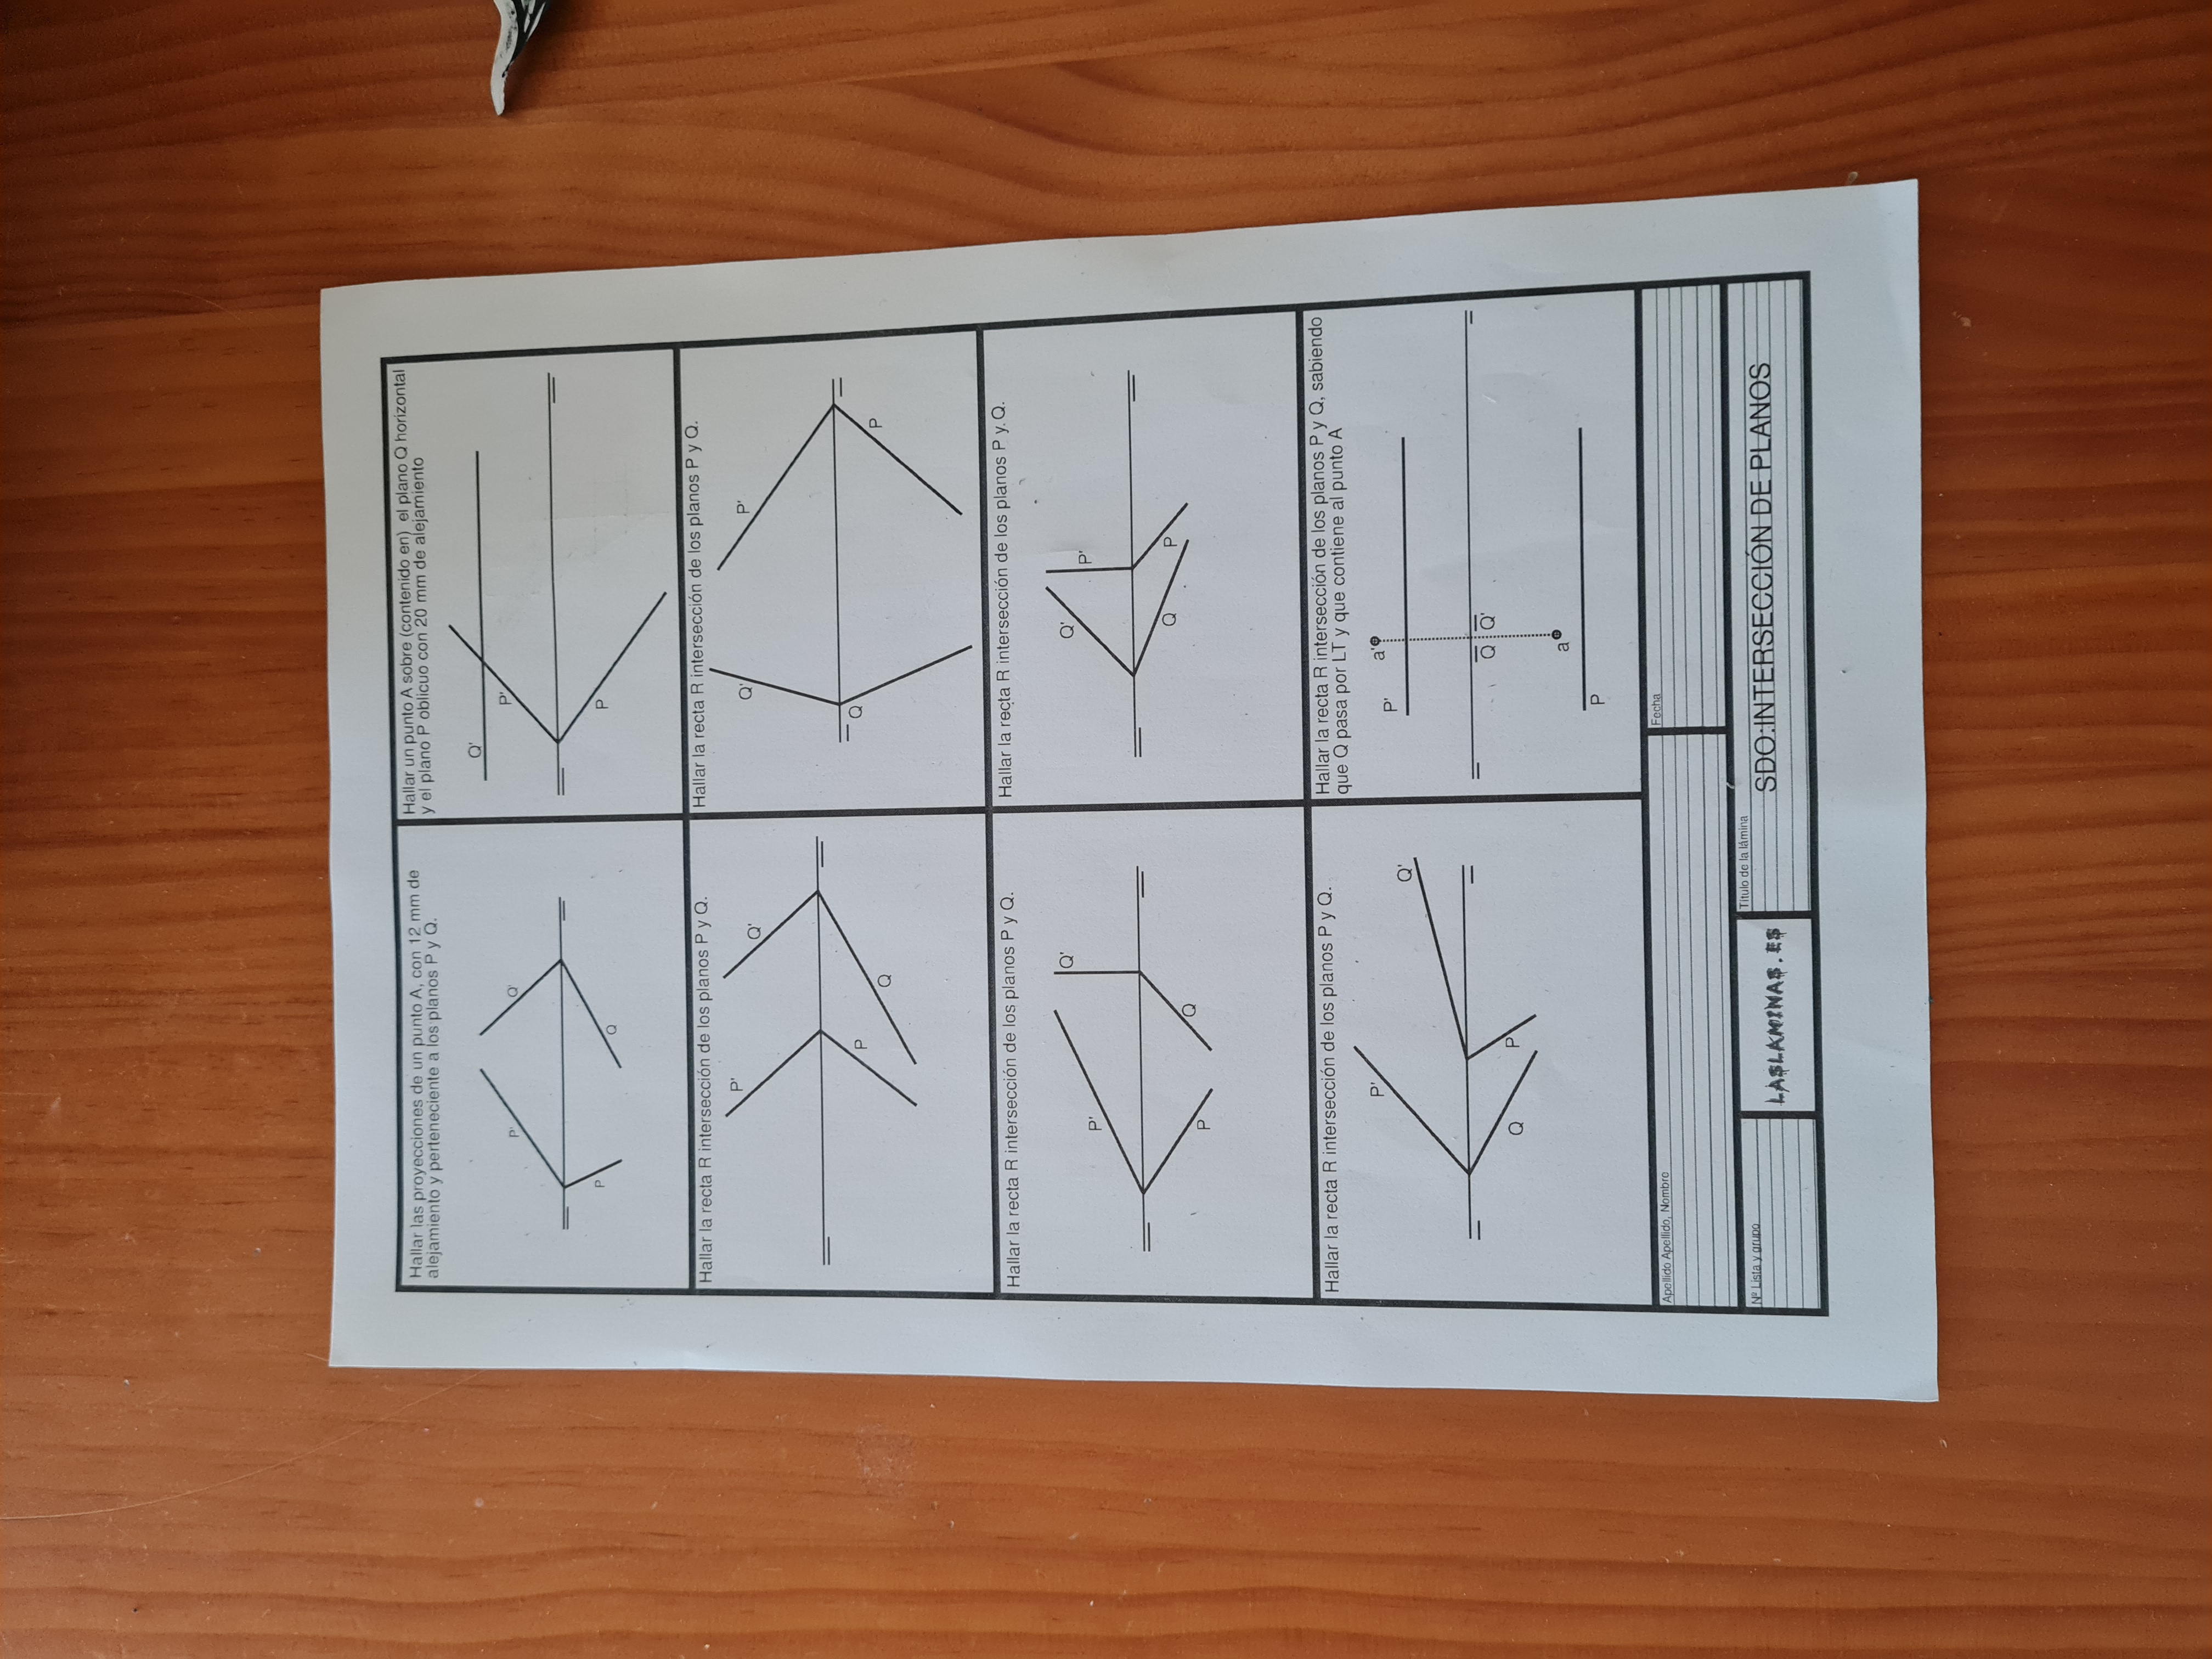 Hallar las proyecciones de un punto A, con 12 mm de
alejamiento y perteneciente a los planos P y Q.
P'
Q'
P
Q
Hallar un punto A sobre (contenido en) el plano Q horizontal
y el plano P oblicuo con 20 mm de alejamiento
Q'
P'
P
Hallar la recta R intersección de los planos P y Q.
P'
Q'
P
Q
Hallar la recta R intersección de los planos P y Q.
Q'
P'
Q
P
Hallar la recta R intersección de los planos P y Q.
P'
Q'
P
Q
Hallar la recta R intersección de los planos P y Q.
Q'
P'
Q
P
Hallar la recta R intersección de los planos P y Q.
P'
Q'
Q
P
Hallar la recta R intersección de los planos P y Q, sabiendo
que Q pasa por LT y que contiene al punto A
P'
a'
Q Q'
a
P
Apellido Apellido, Nombre
Fecha
Nº Lista y grupo
LASLAMINAS.ES
Título de la lámina
SDO:INTERSECCIÓN DE PLANOS